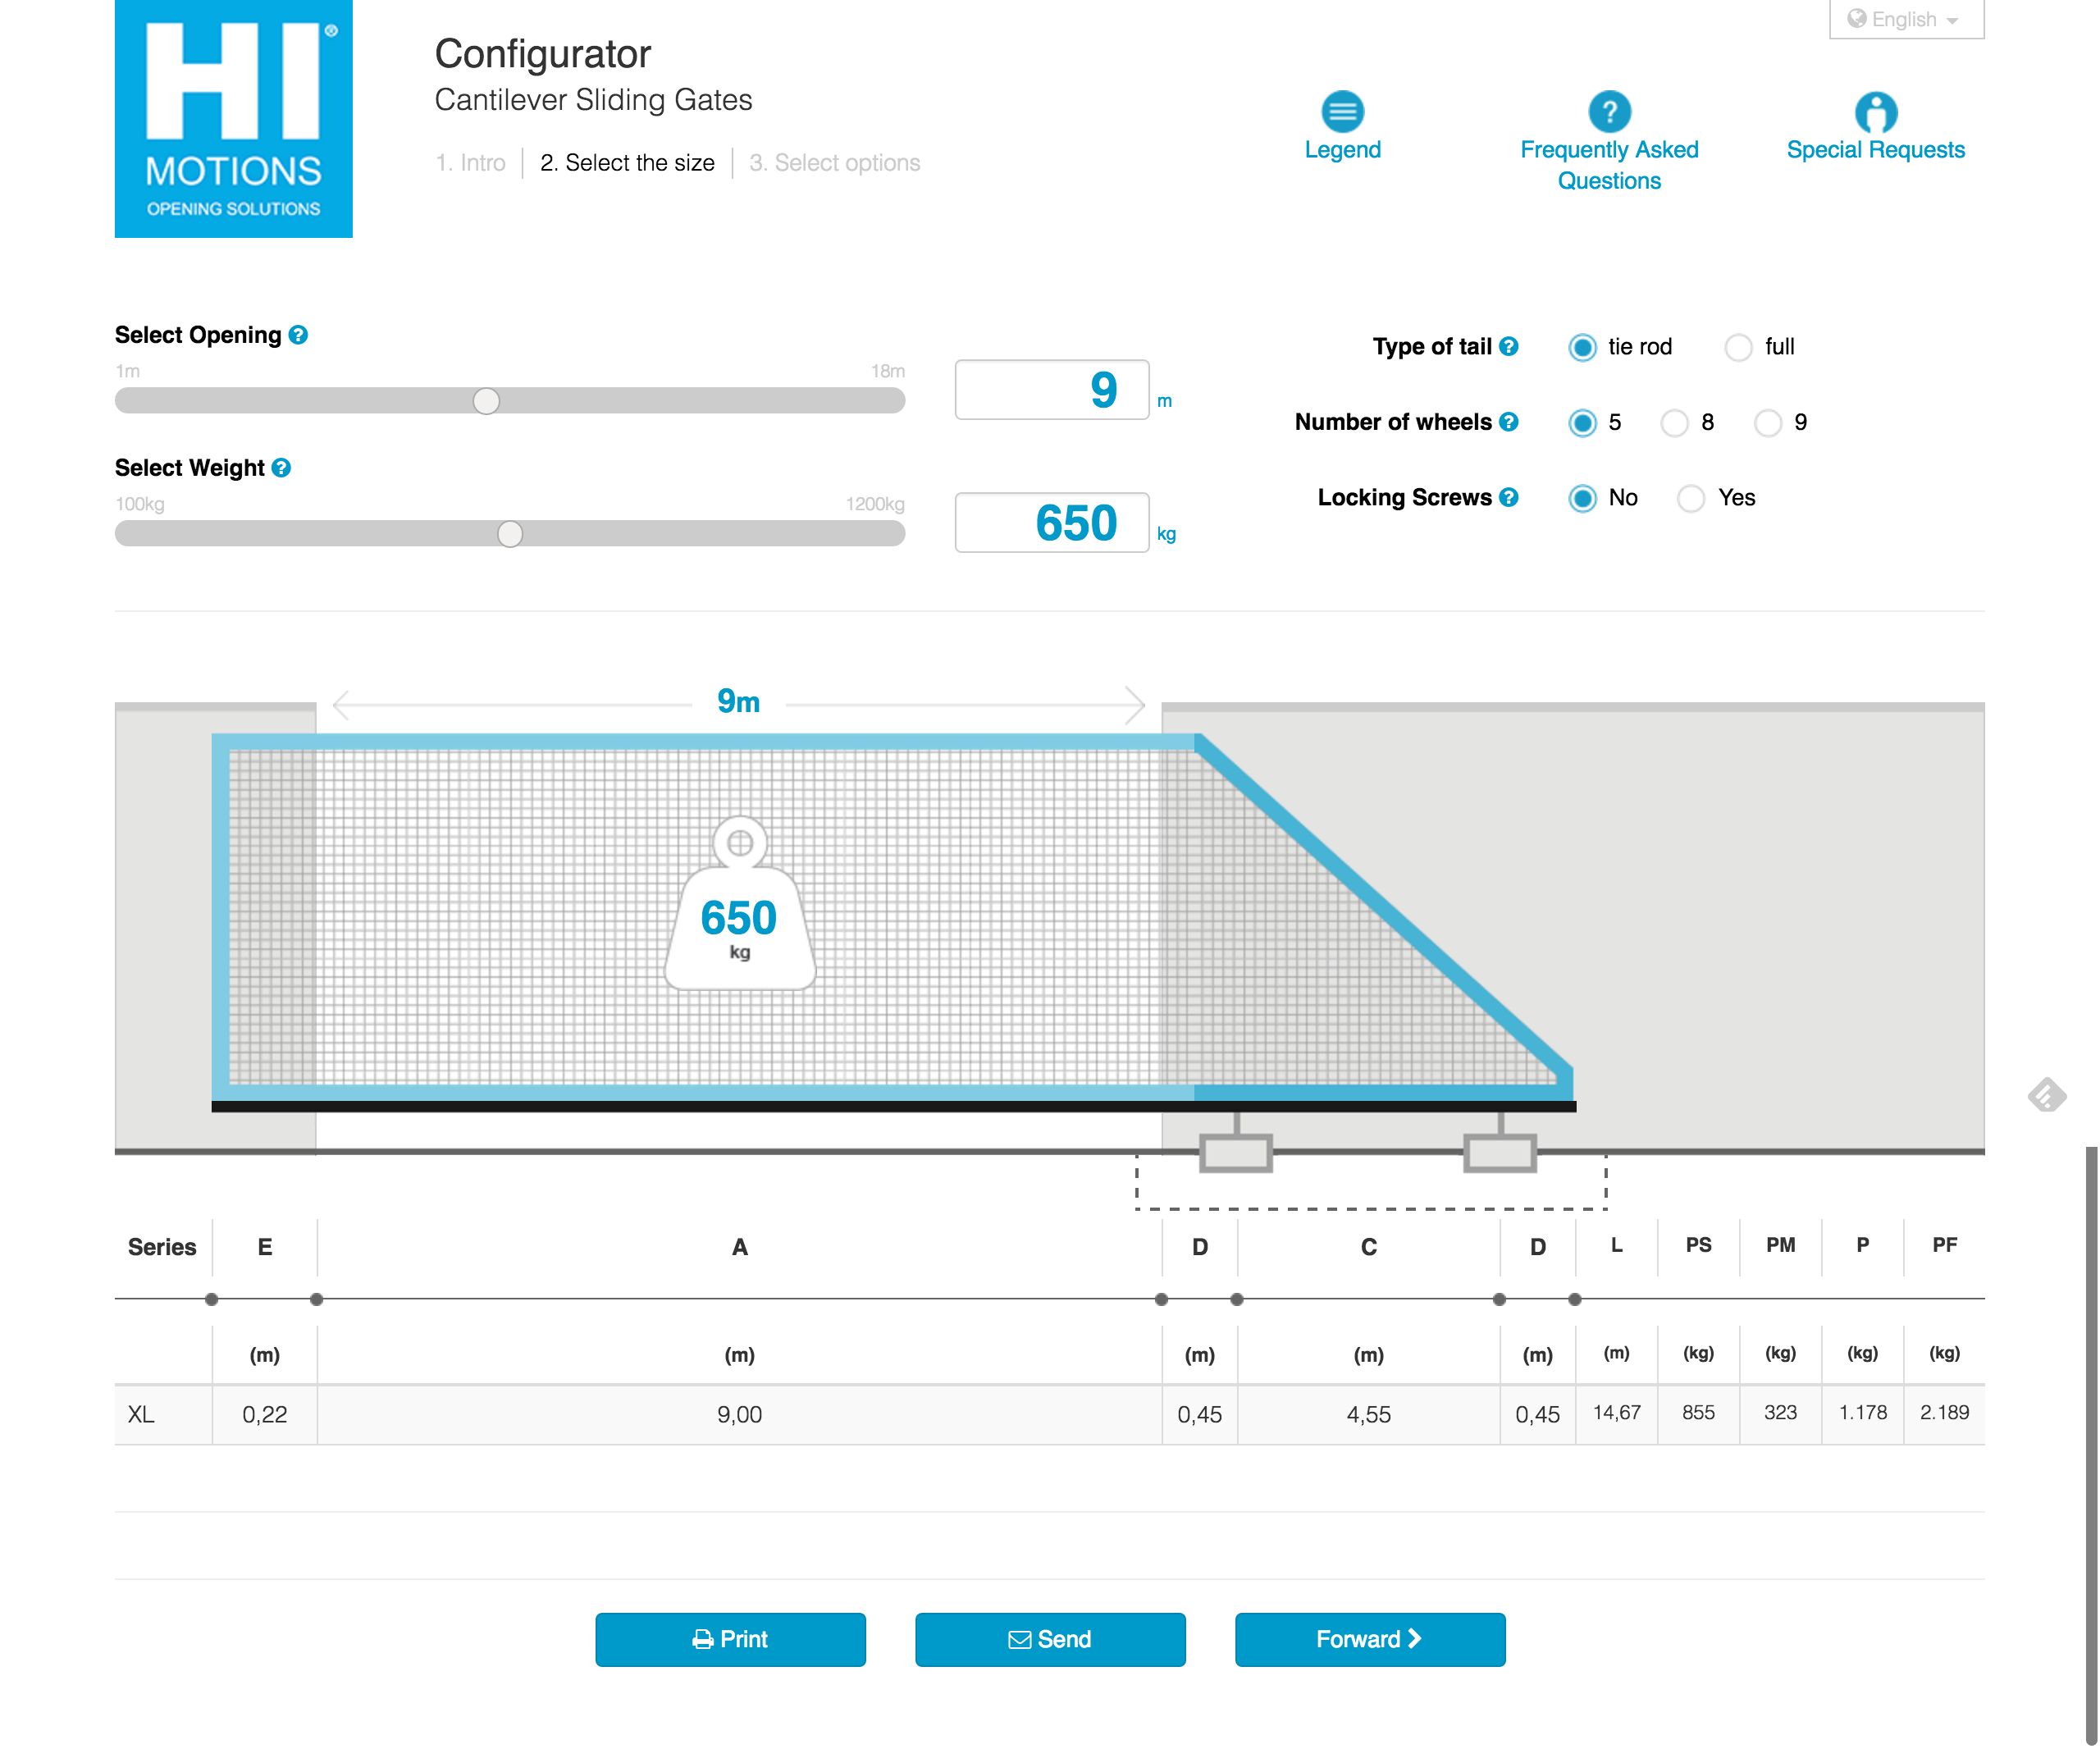 HI®
MOTIONS
OPENING SOLUTIONS
Configurator
Cantilever Sliding Gates
1. Intro
2. Select the size
3. Select options
English
Legend
Frequently Asked
Questions
Special Requests
Select Opening ?
1m 18m
9 m
Select Weight ?
100kg 1200kg
650 kg
Type of tail ? tie rod full
Number of wheels ? 5 8 9
Locking Screws ? No Yes
9m
650
kg
Series E A D C D L PS PM P PF
(m) (m) (m) (m) (m) (m) (kg) (kg) (kg) (kg)
XL 0,22 9,00 0,45 4,55 0,45 14,67 855 323 1.178 2.189
Print
Send
Forward